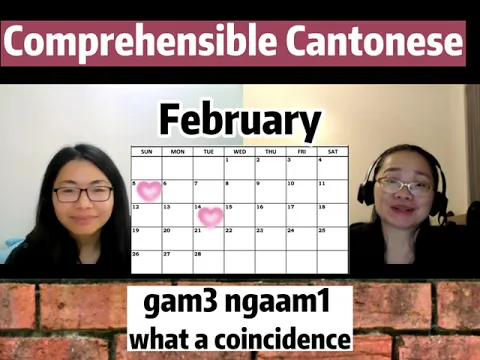 Comprehensible Cantonese
February
SUN MON TUE WED THU FRI SAT
1 2 3 4
5 6 7 8 9 10 11
12 13 14 15 16 17 18
19 20 21 22 23 24 25
26 27 28
gam3 ngaam1
what a coincidence